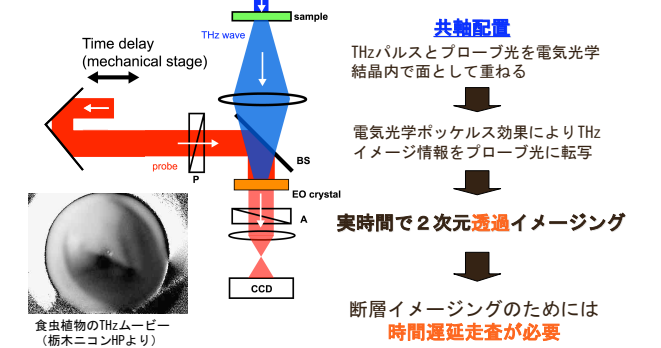 sample
THz wave
Time delay
(mechanical stage)
probe
P
BS
EO crystal
A
CCD
食虫植物のTHzムービー
(栃木ニコンHPより)
共軸配置
THzパルスとプローブ光を電気光学
結晶内で面として重ねる
電気光学ポッケルス効果によりTHz
イメージ情報をプローブ光に転写
実時間で２次元透過イメージング
断層イメージングのためには
時間遅延走査が必要